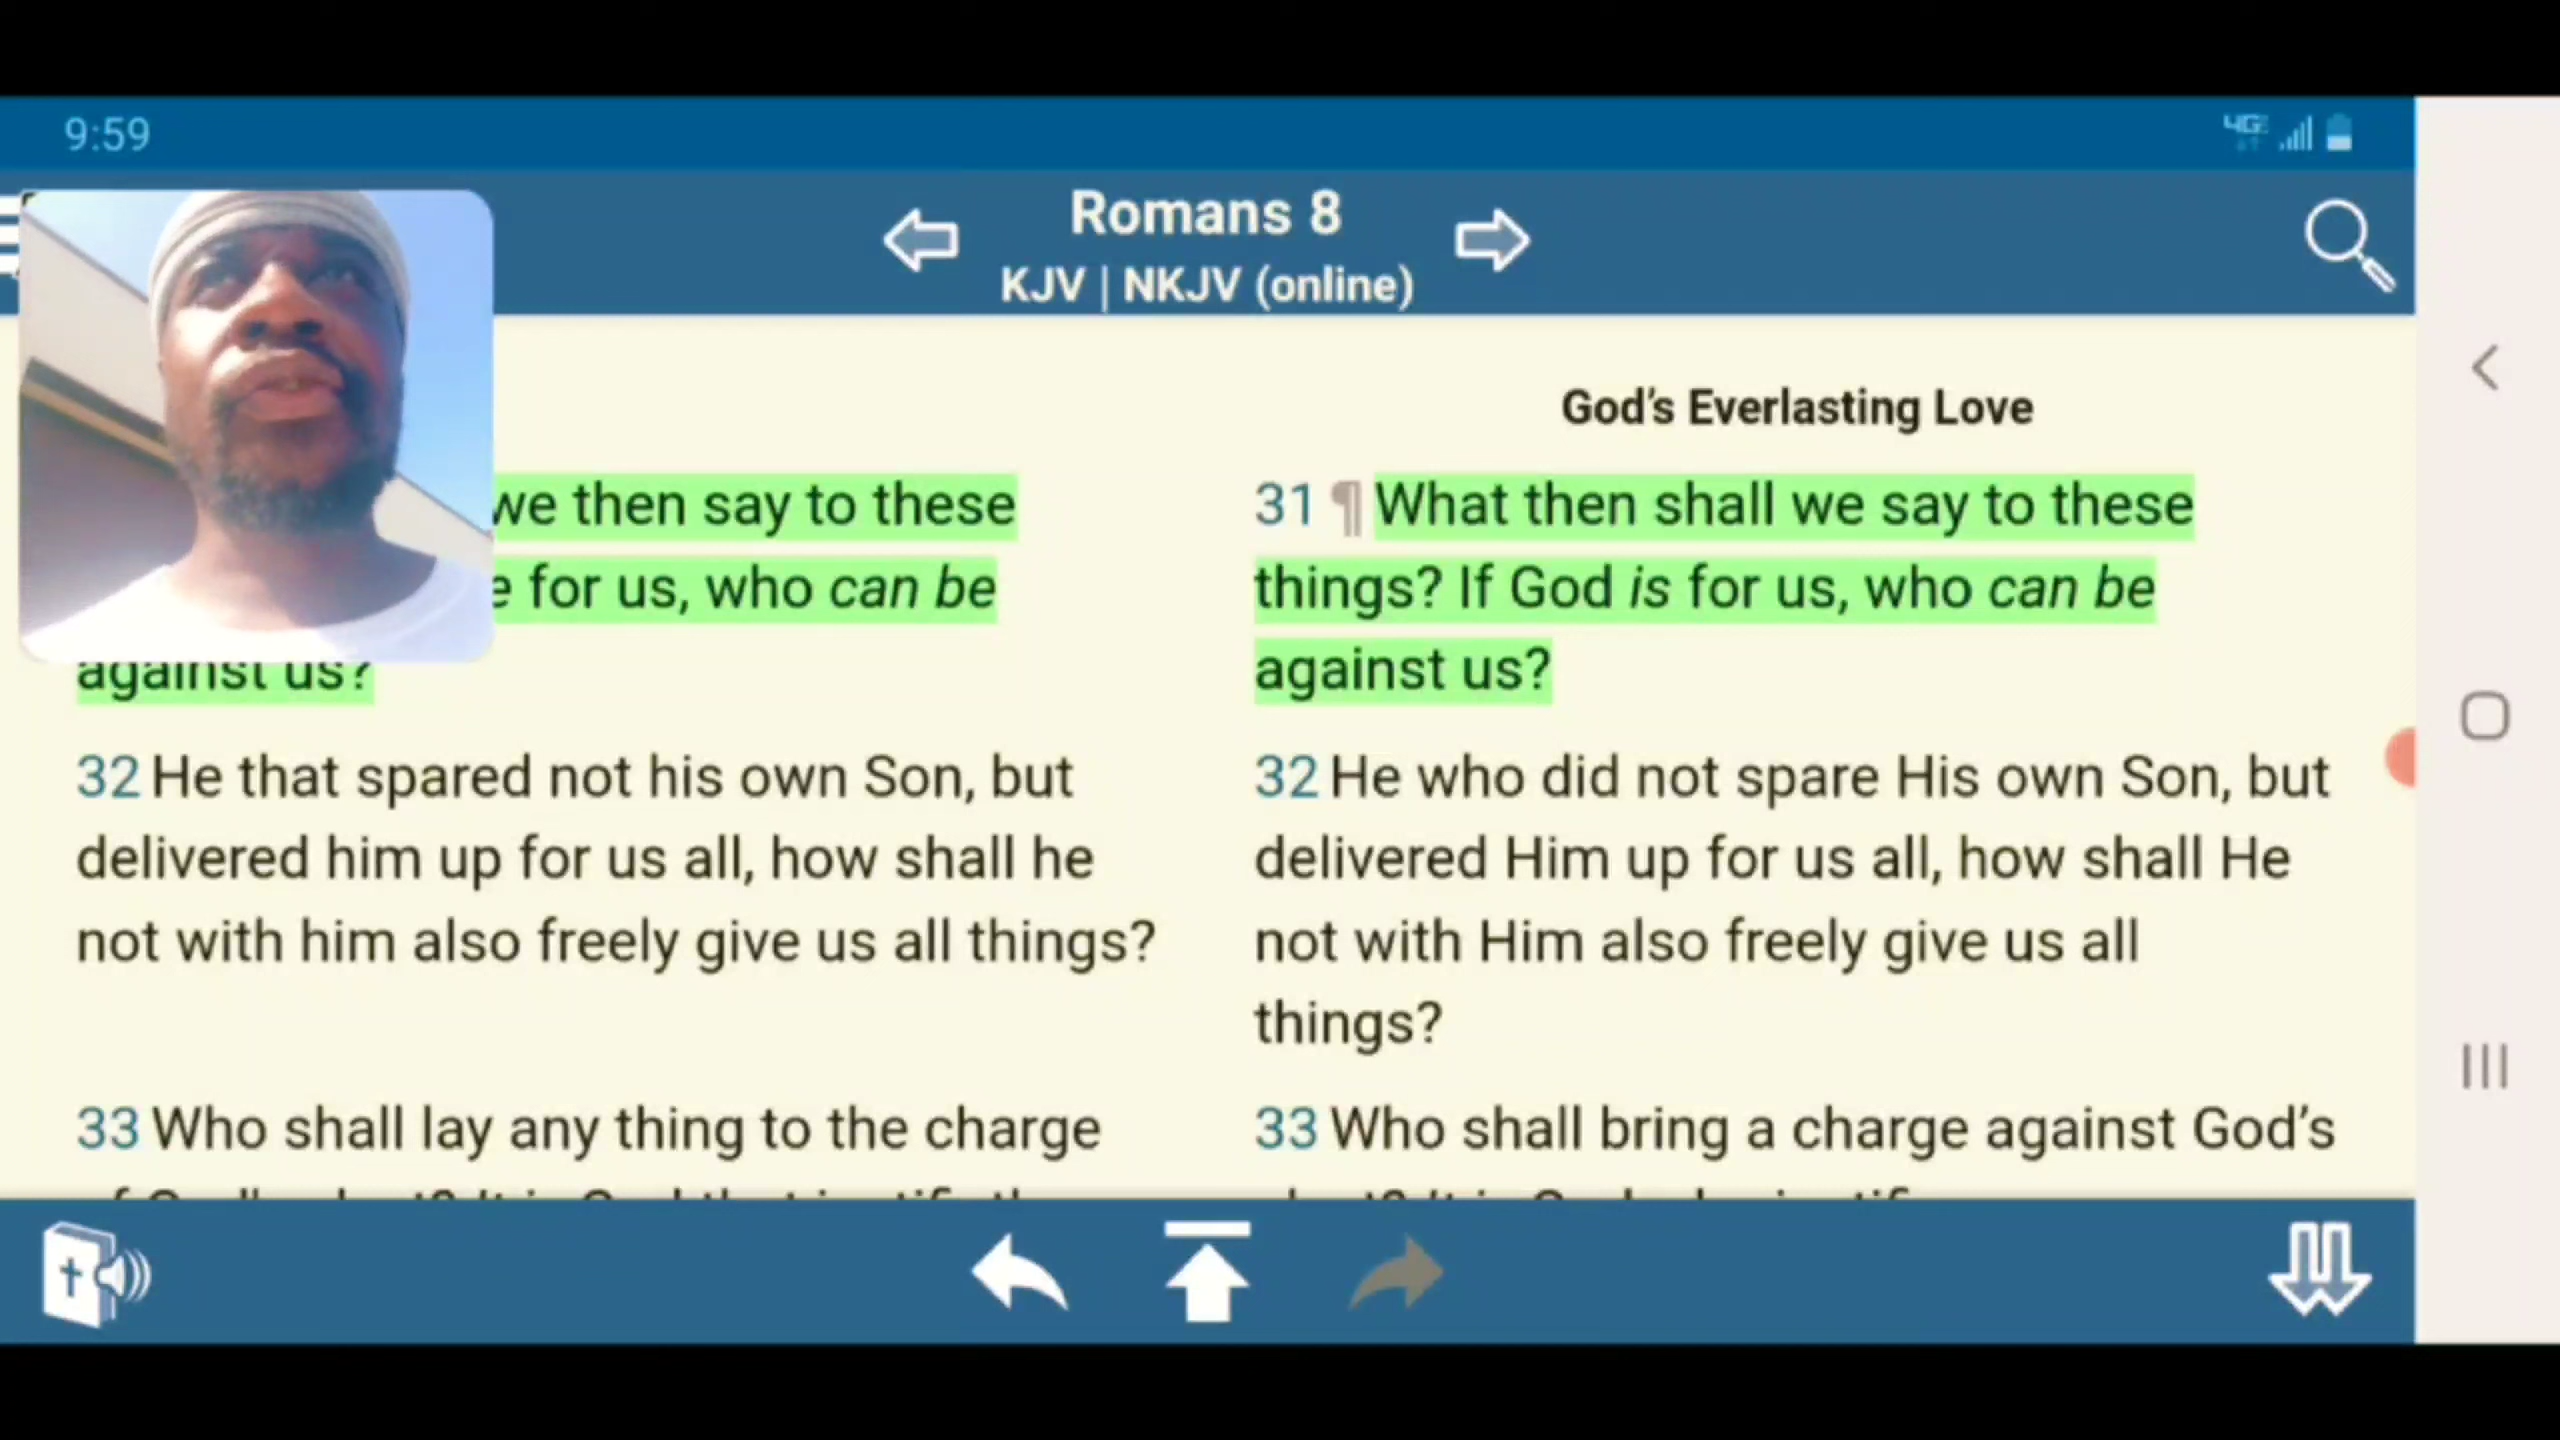 9:59
4GE
Romans 8
KJV | NKJV (online)
we then say to these
for us, who can be
against us?
32 He that spared not his own Son, but
delivered him up for us all, how shall he
not with him also freely give us all things?
33 Who shall lay any thing to the charge
God's Everlasting Love
31 ¶ What then shall we say to these
things? If God is for us, who can be
against us?
32 He who did not spare His own Son, but
delivered Him up for us all, how shall He
not with Him also freely give us all
things?
33 Who shall bring a charge against God's